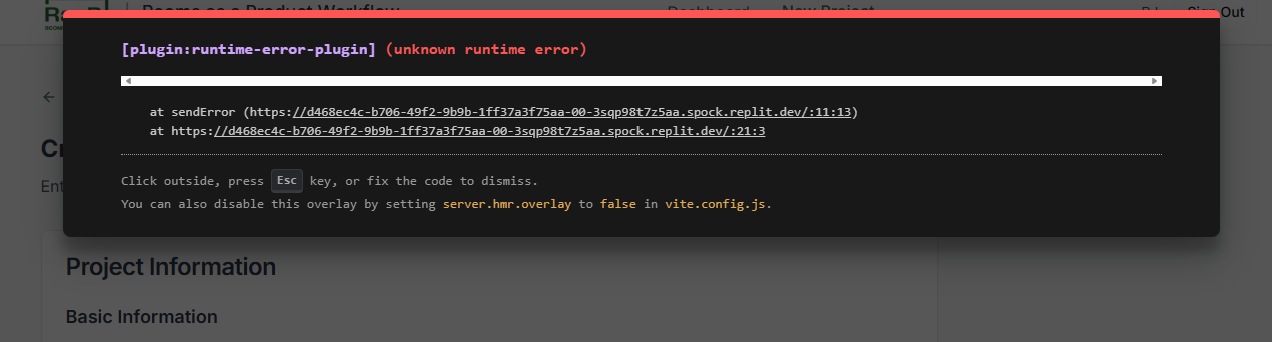 Rooms as a Product Workflow
Dashboard New Project Sign Out
[plugin:runtime-error-plugin] (unknown runtime error)
at sendError (https://d468ec4c-b706-49f2-9b9b-1ff37a3f75aa-00-3sqp98t7z5aa.spock.replit.dev/:11:13)
at https://d468ec4c-b706-49f2-9b9b-1ff37a3f75aa-00-3sqp98t7z5aa.spock.replit.dev/:21:3
Click outside, press Esc key, or fix the code to dismiss.
You can also disable this overlay by setting server.hmr.overlay to false in vite.config.js.
Project Information
Basic Information